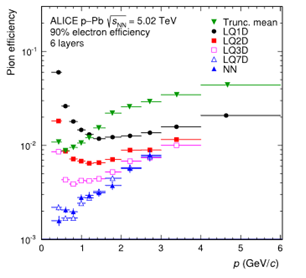 ALICE p–Pb √sNN = 5.02 TeV
90% electron efficiency
6 layers
Trunc. mean
LQ1D
LQ2D
LQ3D
LQ7D
NN
Pion efficiency
10⁻¹
10⁻²
10⁻³
0 1 2 3 4 5 6
p (GeV/c)